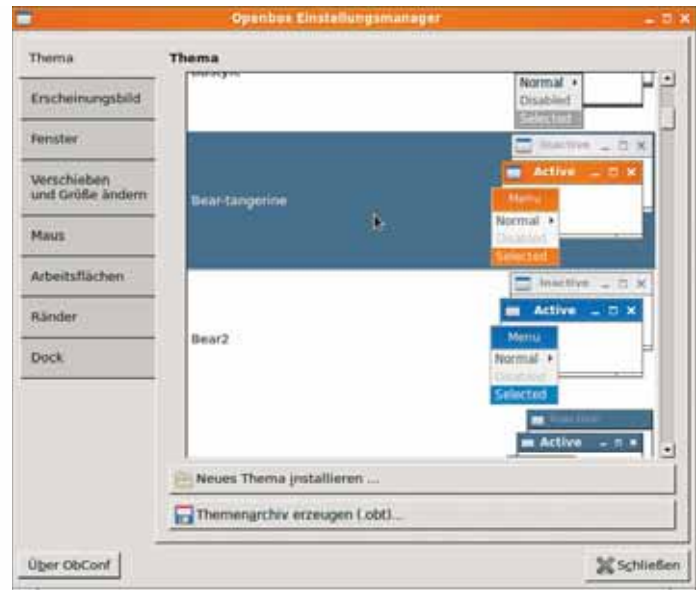 Openbox Einstellungsmanager
Thema
Erscheinungsbild
Fenster
Verschieben
und Größe ändern
Maus
Arbeitsflächen
Ränder
Dock
Thema
Normal
Disabled
Selected
Bear-tangerine
Inactive
Active
Menu
Normal
Disabled
Selected
Bear2
Inactive
Active
Menu
Normal
Disabled
Selected
Inactive
Active
Neues Thema installieren ...
Themenarchiv erzeugen (.obt)...
Über ObConf
Schließen